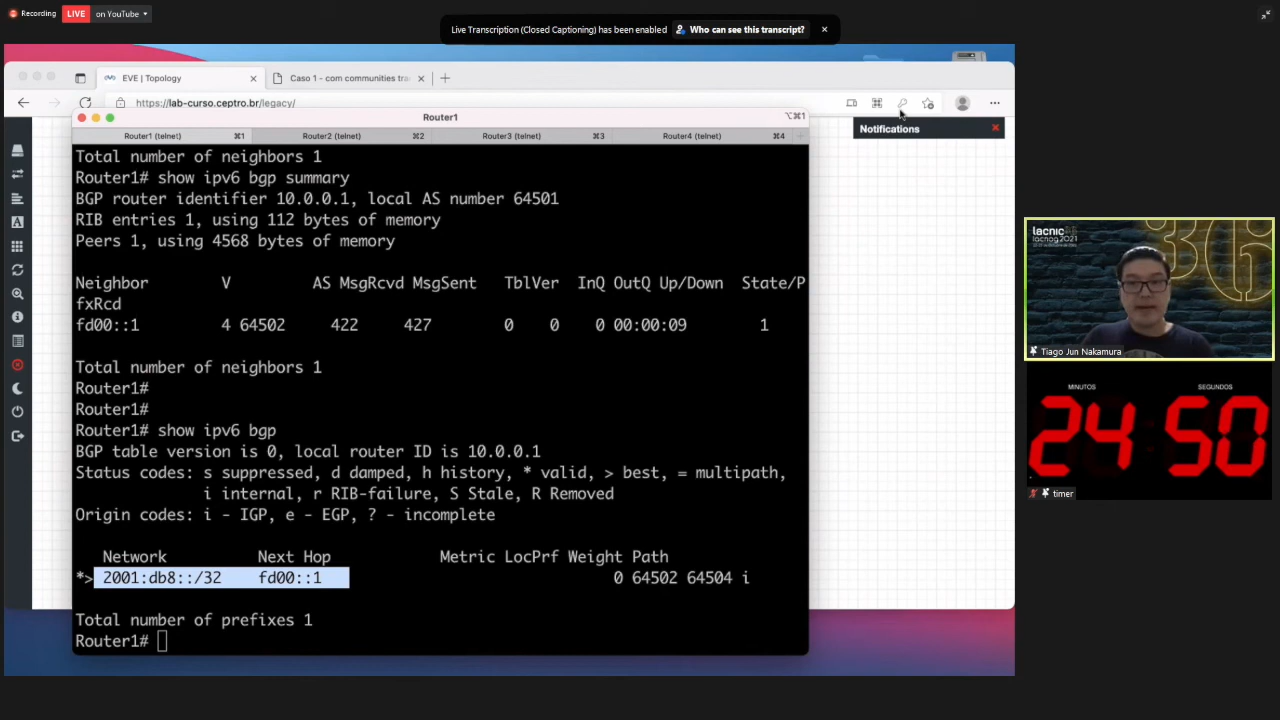 Recording
LIVE
on YouTube
Live Transcription (Closed Captioning) has been enabled
Who can see this transcript?
EVE | Topology
Caso 1 - com communities tra
https://lab-curso.ceptro.br/legacy/
Router1
⌥⌘1
Notifications
Router1 (telnet) ⌘1
Router2 (telnet) ⌘2
Router3 (telnet) ⌘3
Router4 (telnet) ⌘4
Total number of neighbors 1
Router1# show ipv6 bgp summary
BGP router identifier 10.0.0.1, local AS number 64501
RIB entries 1, using 112 bytes of memory
Peers 1, using 4568 bytes of memory
Neighbor V AS MsgRcvd MsgSent TblVer InQ OutQ Up/Down State/P
fxRcd
fd00::1 4 64502 422 427 0 0 0 00:00:09 1
Total number of neighbors 1
Router1#
Router1#
Router1# show ipv6 bgp
BGP table version is 0, local router ID is 10.0.0.1
Status codes: s suppressed, d damped, h history, * valid, > best, = multipath,
i internal, r RIB-failure, S Stale, R Removed
Origin codes: i - IGP, e - EGP, ? - incomplete
Network Next Hop Metric LocPrf Weight Path
*> 2001:db8::/32 fd00::1 0 64502 64504 i
Total number of prefixes 1
Router1#
lacnic
lacnog2021
Tiago Jun Nakamura
MINUTOS
SEGUNDOS
24 50
timer